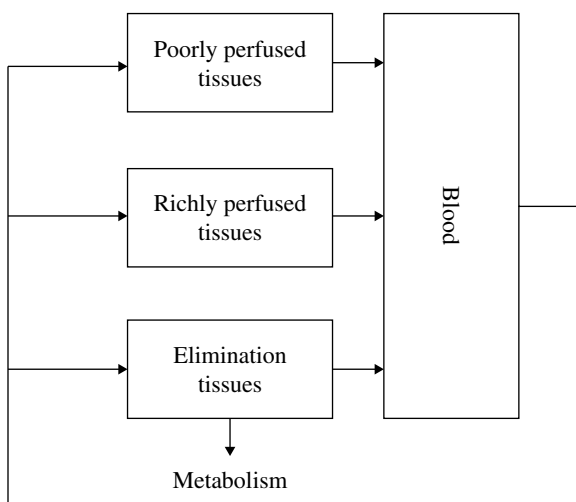 Poorly perfused
tissues
Richly perfused
tissues
Blood
Elimination
tissues
Metabolism